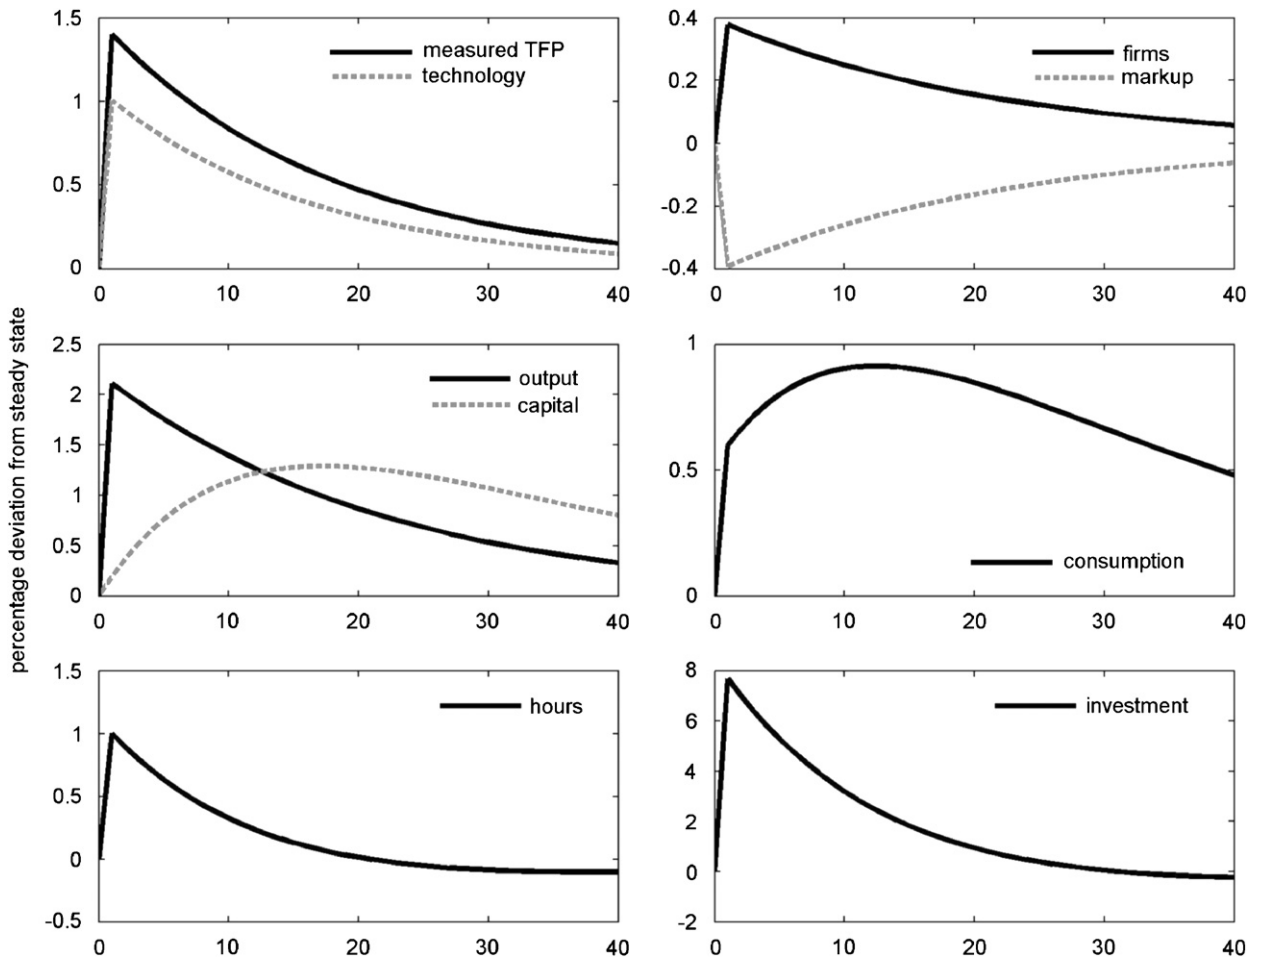 percentage deviation from steady state
1.5
1
0.5
0
0 10 20 30 40
measured TFP
technology
0.4
0.2
0
-0.2
-0.4
0 10 20 30 40
firms
markup
2.5
2
1.5
1
0.5
0
0 10 20 30 40
output
capital
1
0.5
0
0 10 20 30 40
consumption
1.5
1
0.5
0
-0.5
0 10 20 30 40
hours
8
6
4
2
0
-2
0 10 20 30 40
investment